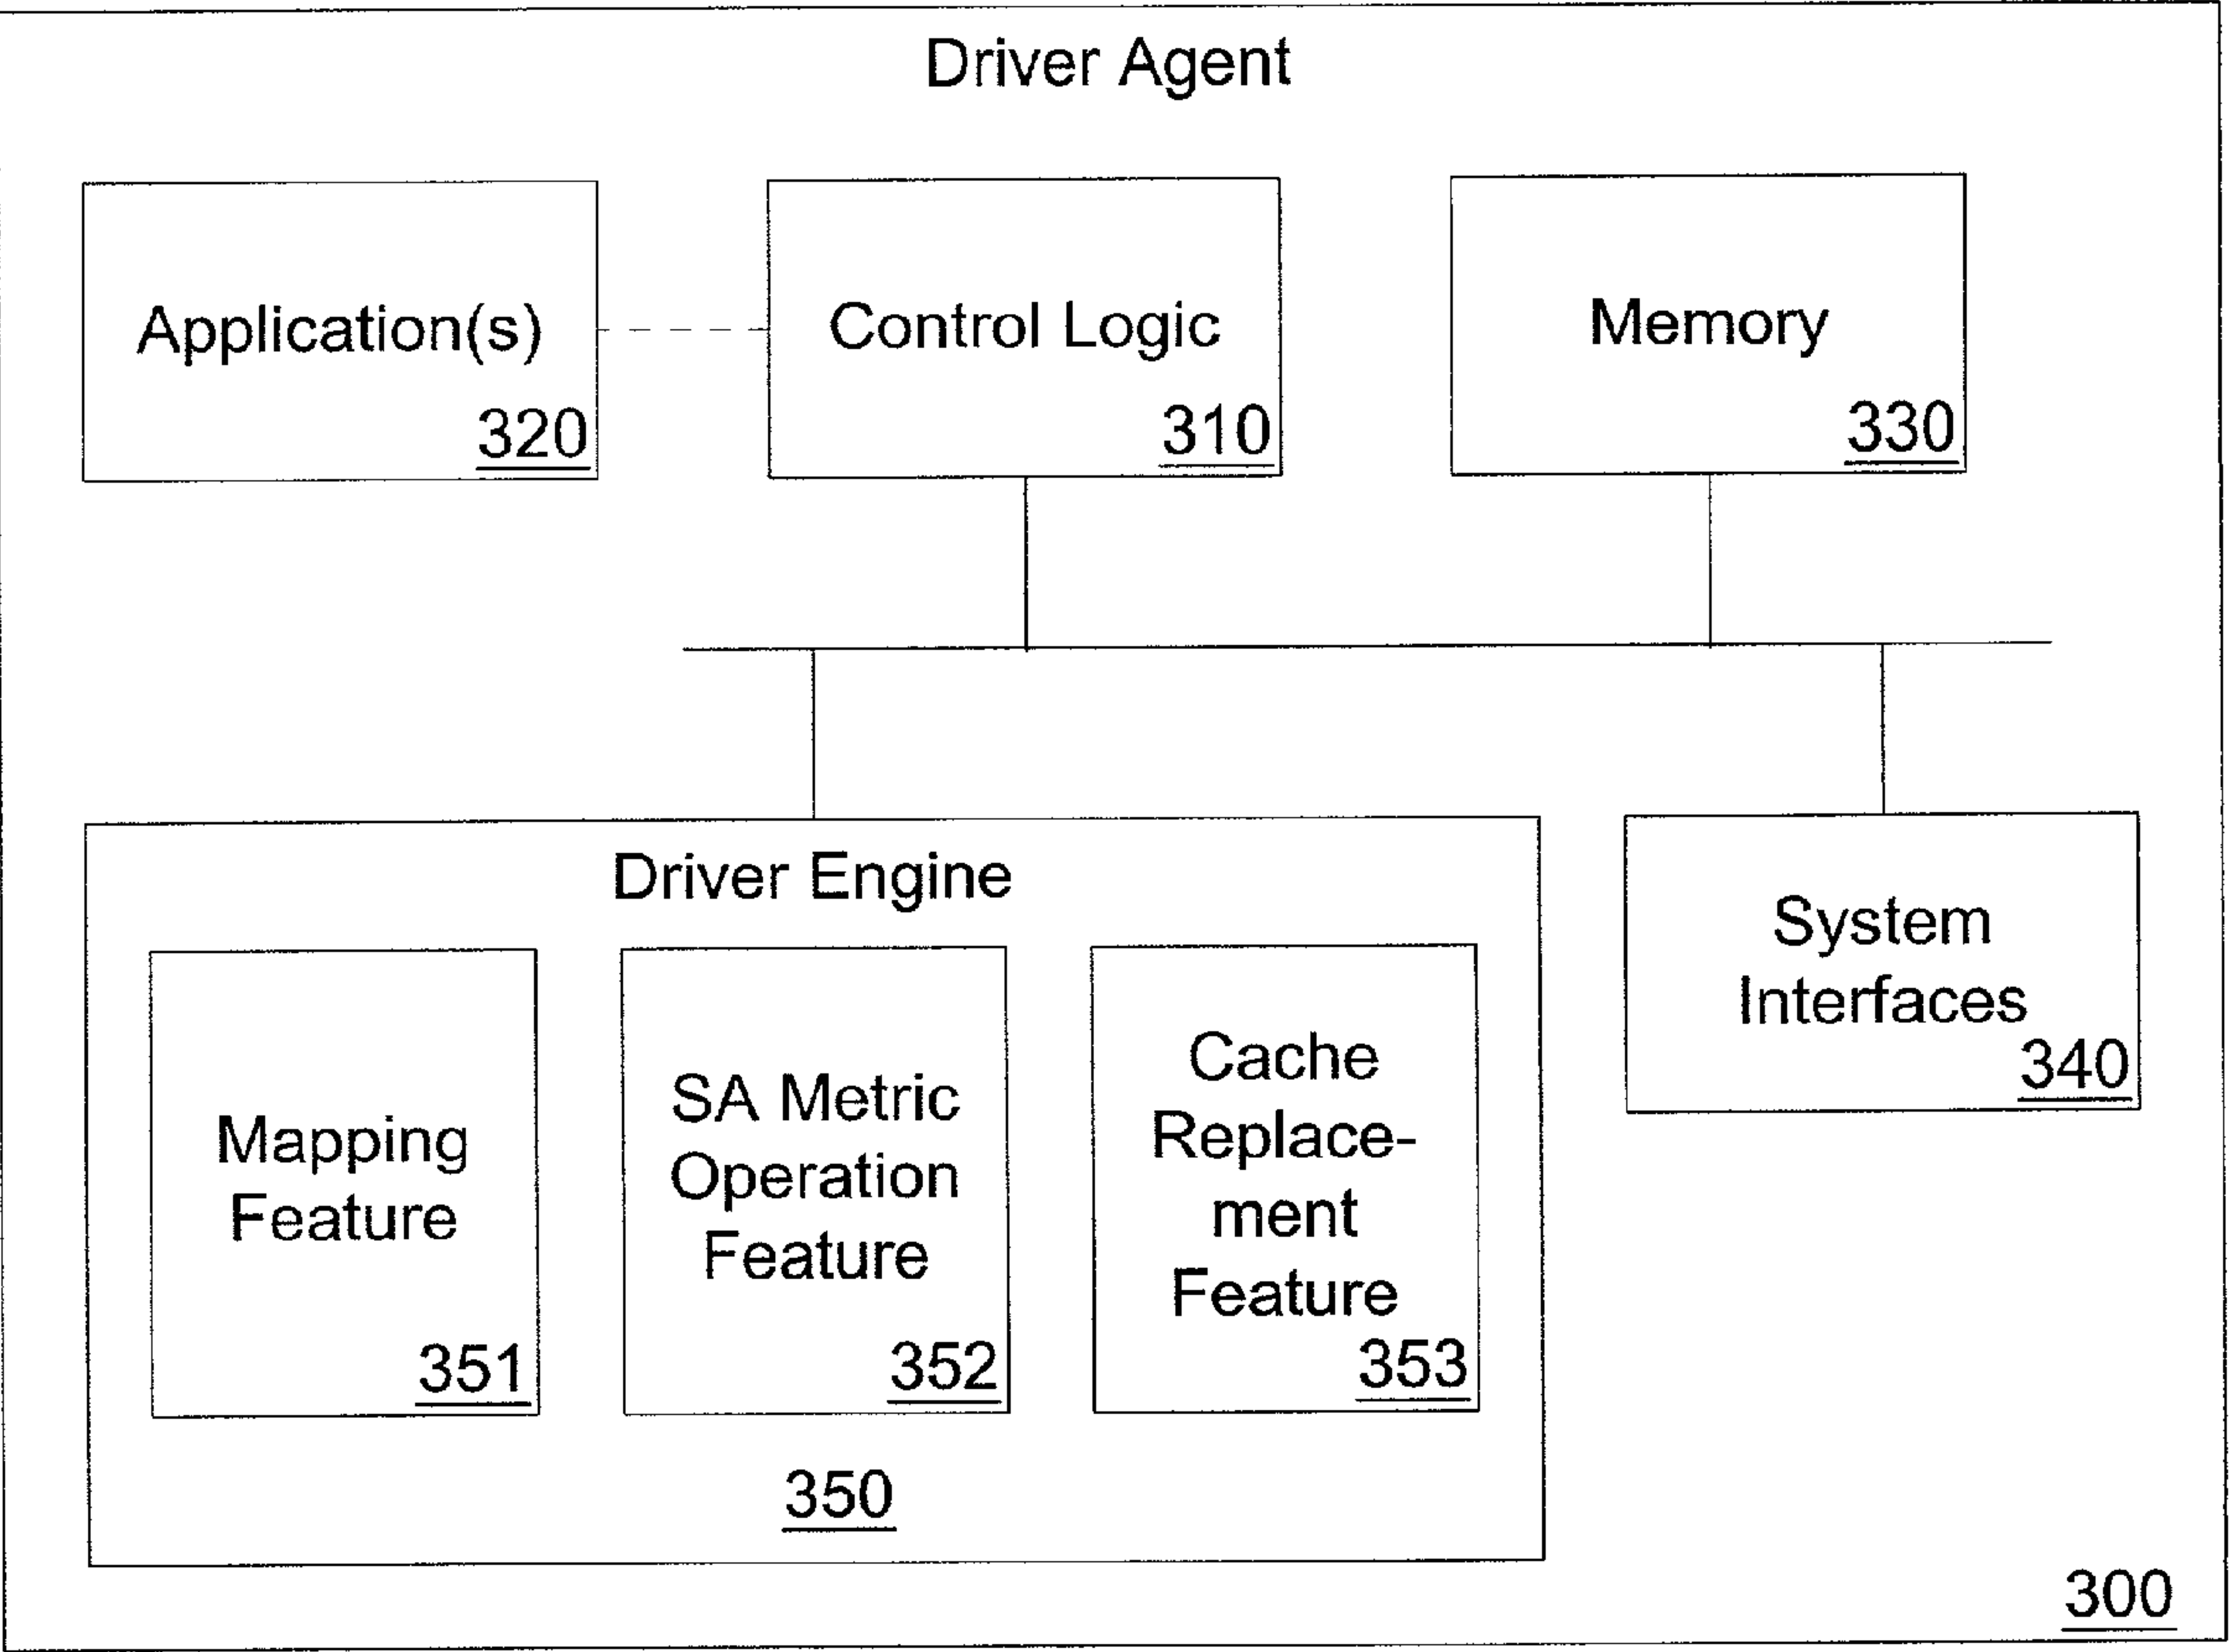 Driver Agent
Application(s)
320
Control Logic
310
Memory
330
Driver Engine
Mapping
Feature
351
SA Metric
Operation
Feature
352
Cache
Replace-
ment
Feature
353
350
System
Interfaces
340
300